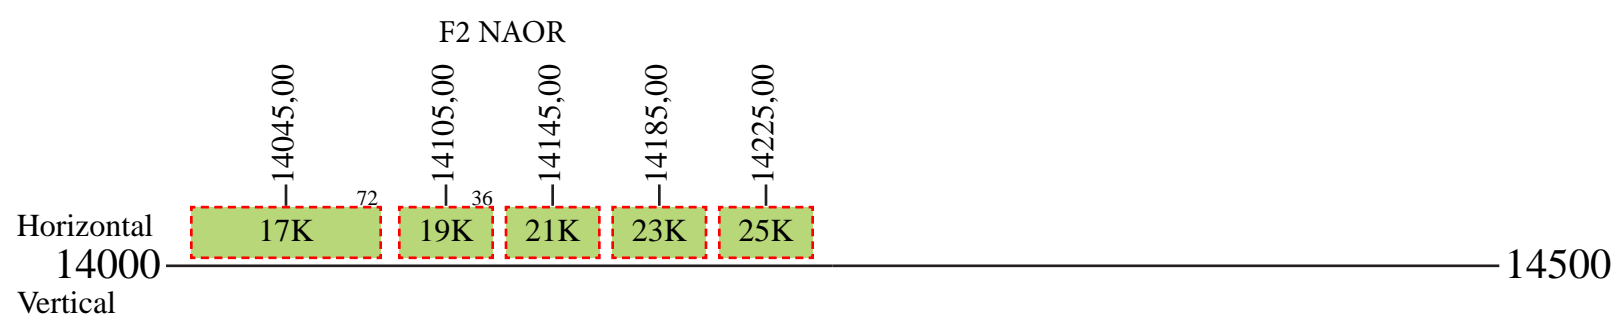 F2 NAOR
14045,00 14105,00 14145,00 14185,00 14225,00
72 36
Horizontal 17K 19K 21K 23K 25K
14000 14500
Vertical